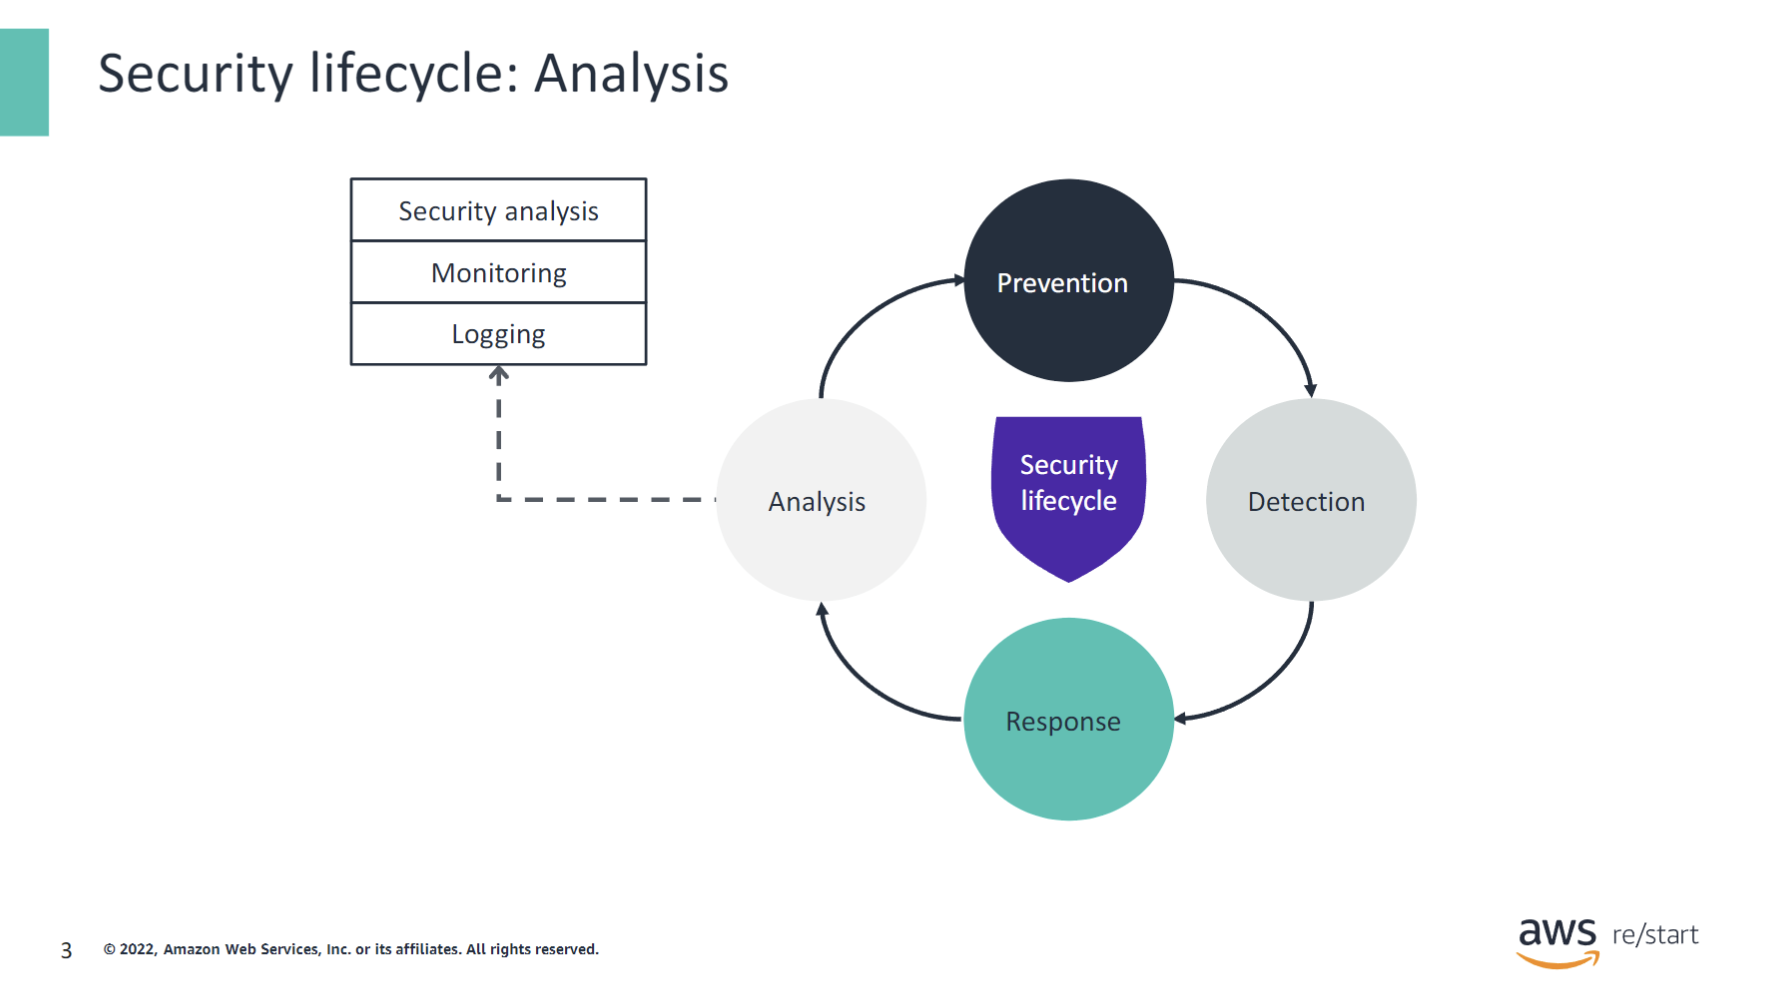 Security lifecycle: Analysis
Security analysis
Monitoring
Logging
Prevention
Security
lifecycle
Analysis
Detection
Response
3
© 2022, Amazon Web Services, Inc. or its affiliates. All rights reserved.
aws re/start